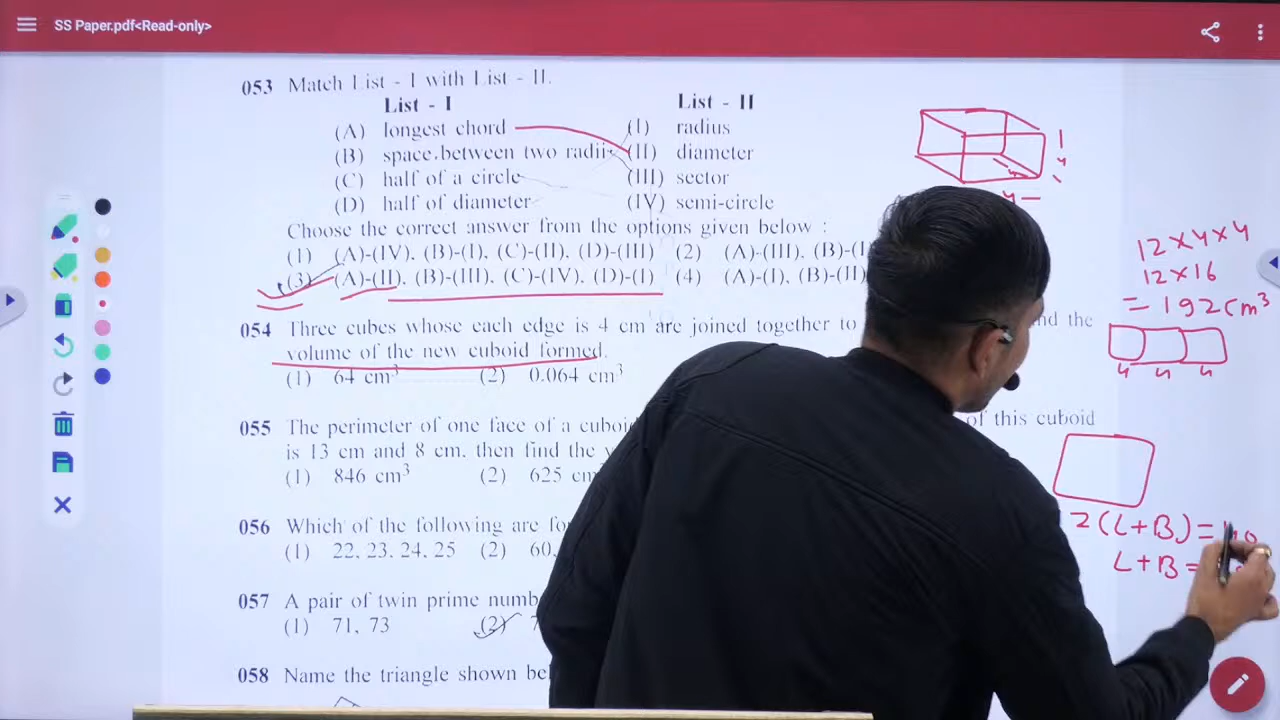 SS Paper.pdf<Read-only>
053 Match List - I with List - II.
List - I List - II
(A) longest chord (I) radius
(B) space between two radii (II) diameter
(C) half of a circle (III) sector
(D) half of diameter (IV) semi-circle
Choose the correct answer from the options given below :
(1) (A)-(IV), (B)-(I), (C)-(II), (D)-(III) (2) (A)-(III), (B)-(I
(3) (A)-(II), (B)-(III), (C)-(IV), (D)-(I) (4) (A)-(I), (B)-(II)
054 Three cubes whose each edge is 4 cm are joined together to nd the
volume of the new cuboid formed.
(1) 64 cm³ (2) 0.064 cm³
055 The perimeter of one face of a cuboi of this cuboid
is 13 cm and 8 cm. then find the
(1) 846 cm³ (2) 625 cm
056 Which of the following are fo
(1) 22, 23, 24, 25 (2) 60,
057 A pair of twin prime numb
(1) 71, 73 (2)
058 Name the triangle shown be
4
4
4
12 × 4 × 4
12 × 16
= 192 cm³
4 4 4
2(L+B) =
L+B =